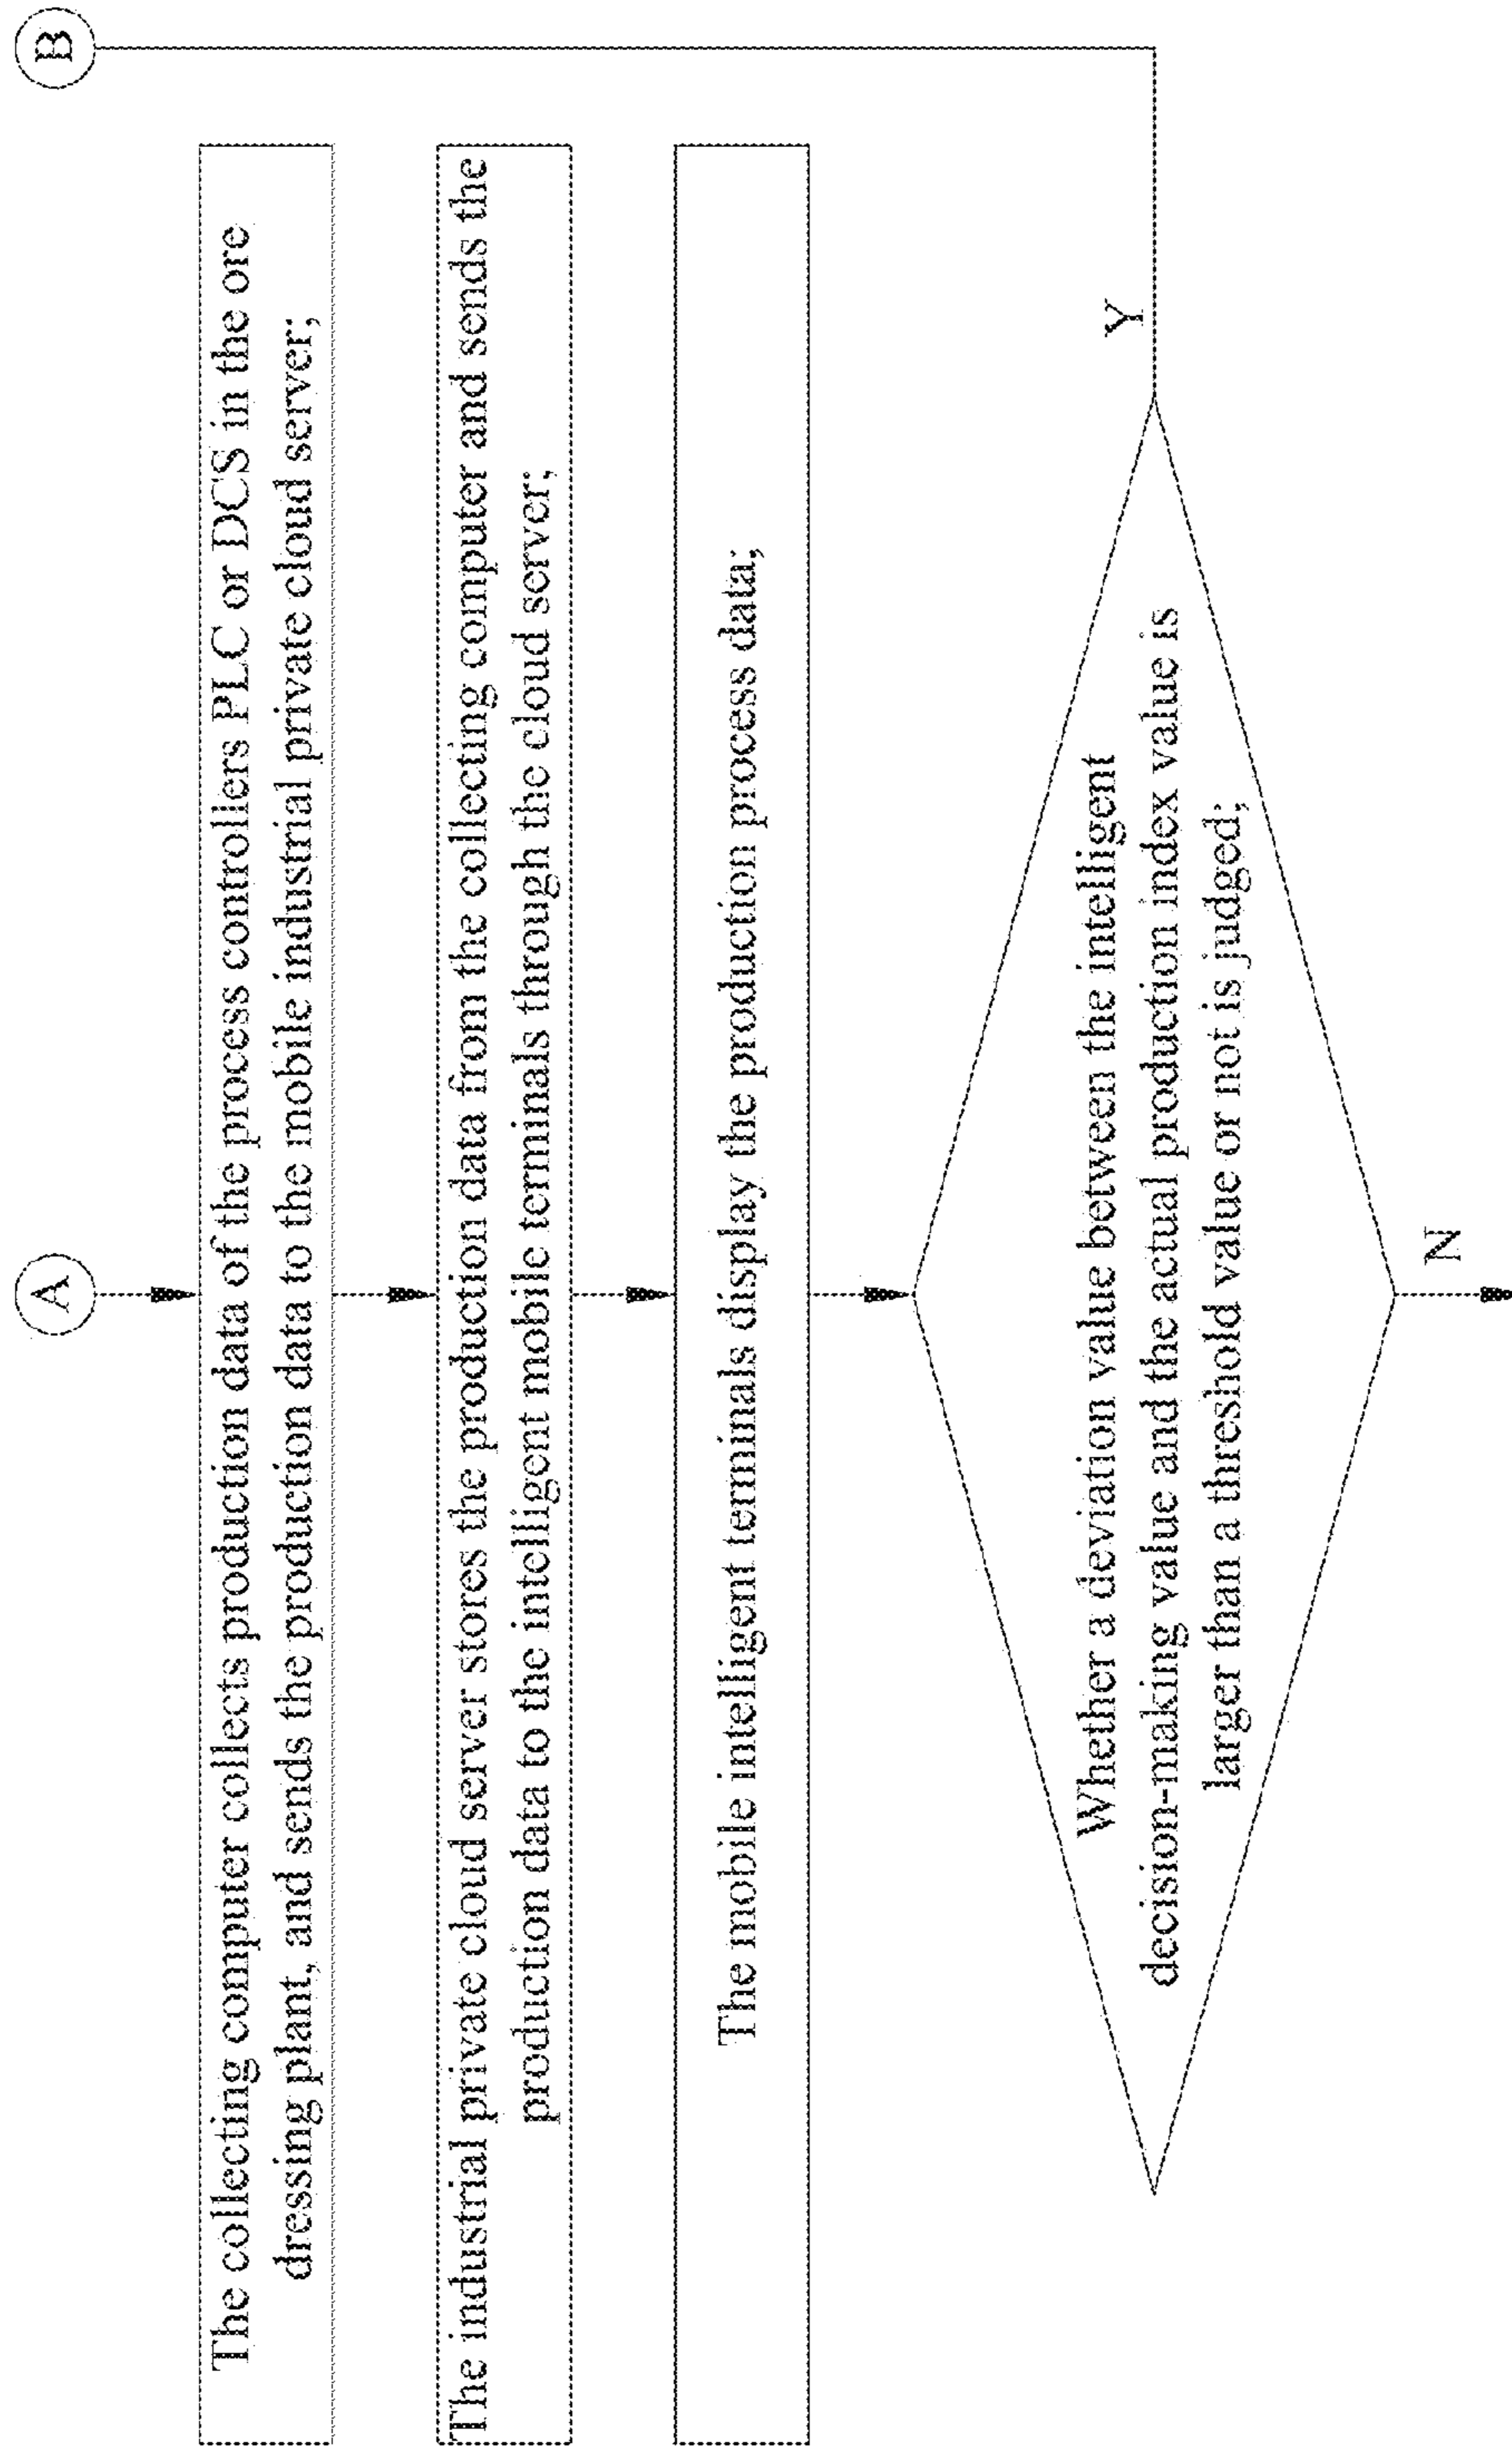 A
B
The collecting computer collects production data of the process controllers PLC or DCS in the ore
dressing plant, and sends the production data to the mobile industrial private cloud server;
The industrial private cloud server stores the production data from the collecting computer and sends the
production data to the intelligent mobile terminals through the cloud server;
The mobile intelligent terminals display the production process data;
Whether a deviation value between the intelligent
decision-making value and the actual production index value is
larger than a threshold value or not is judged;
Y
N